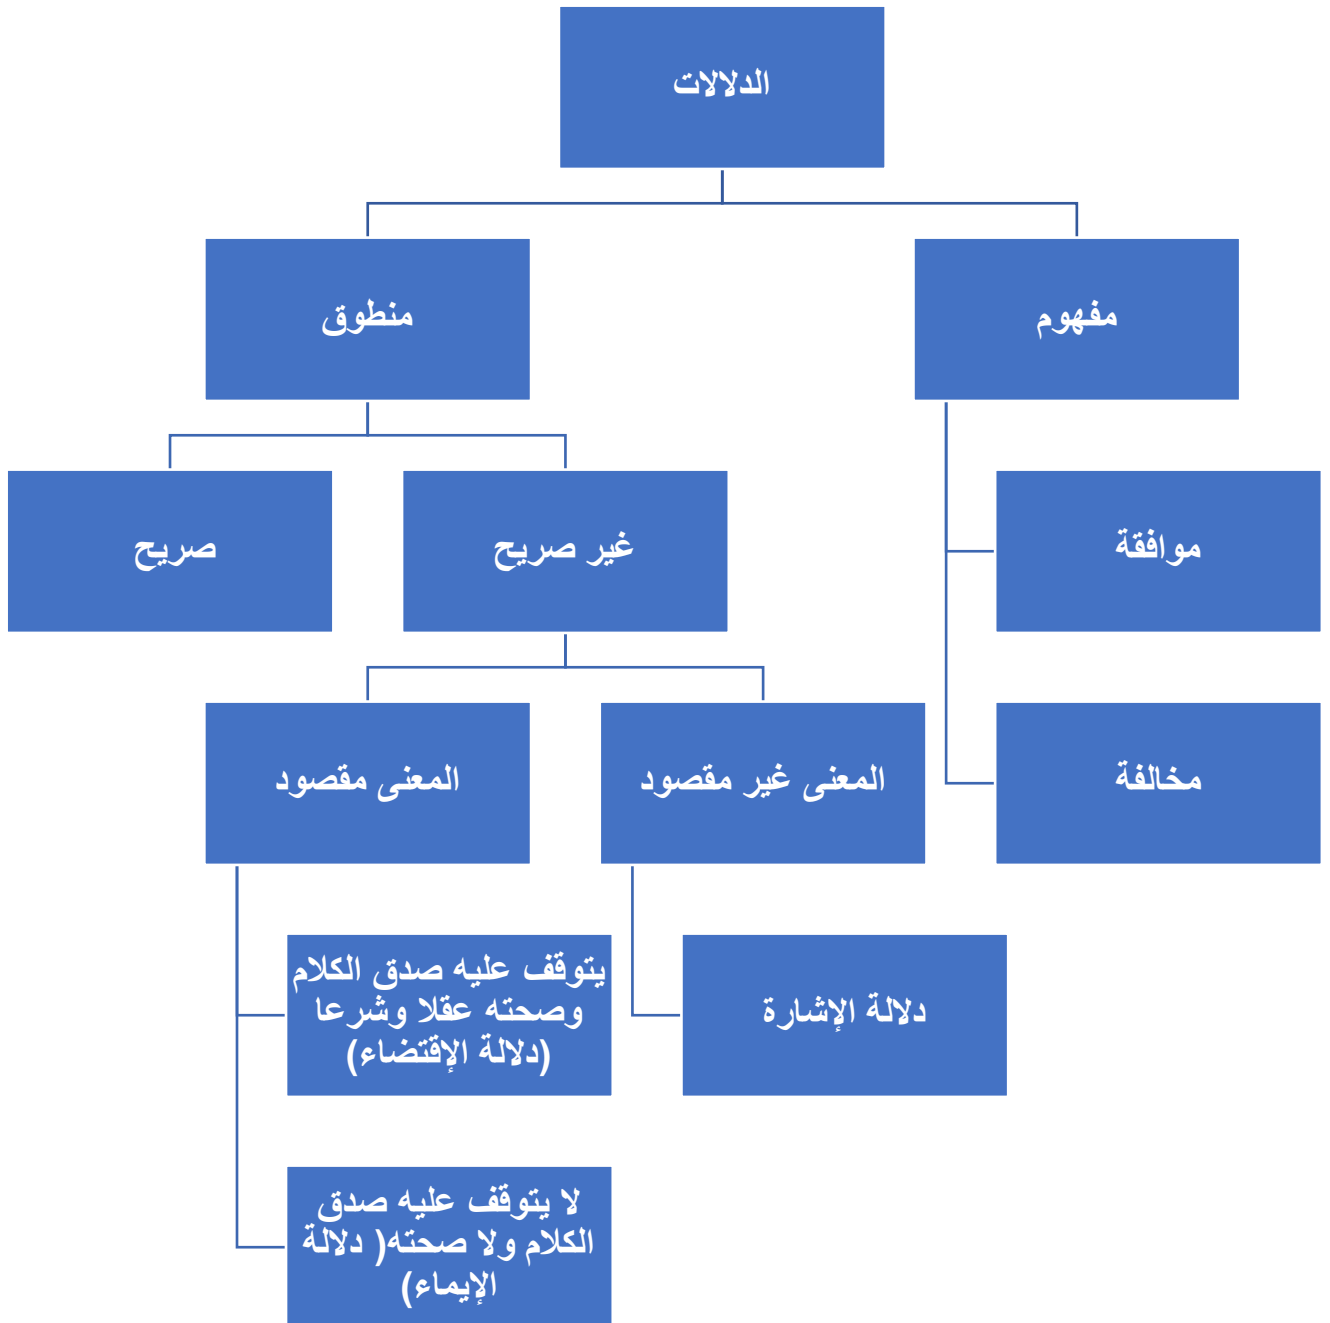 الدلالات
مفهوم
منطوق
موافقة
غير صريح
صريح
مخالفة
المعنى غير مقصود
المعنى مقصود
دلالة الإشارة
يتوقف عليه صدق الكلام
وصحته عقلا وشرعا
(دلالة الإقتضاء)
لا يتوقف عليه صدق
الكلام ولا صحته( دلالة
الإيماء)